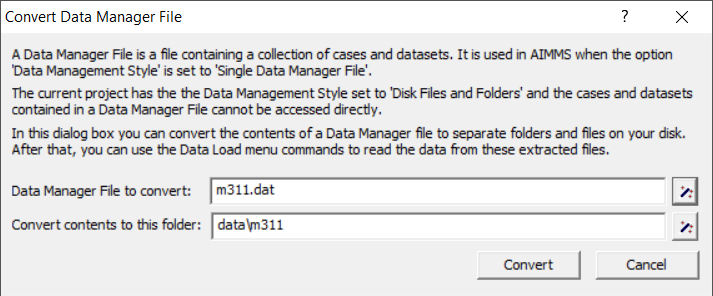 Convert Data Manager File
A Data Manager File is a file containing a collection of cases and datasets. It is used in AIMMS when the option
'Data Management Style' is set to 'Single Data Manager File'.
The current project has the the Data Management Style set to 'Disk Files and Folders' and the cases and datasets
contained in a Data Manager File cannot be accessed directly.
In this dialog box you can convert the contents of a Data Manager file to separate folders and files on your disk.
After that, you can use the Data Load menu commands to read the data from these extracted files.
Data Manager File to convert: m311.dat
Convert contents to this folder: data\m311
Convert Cancel